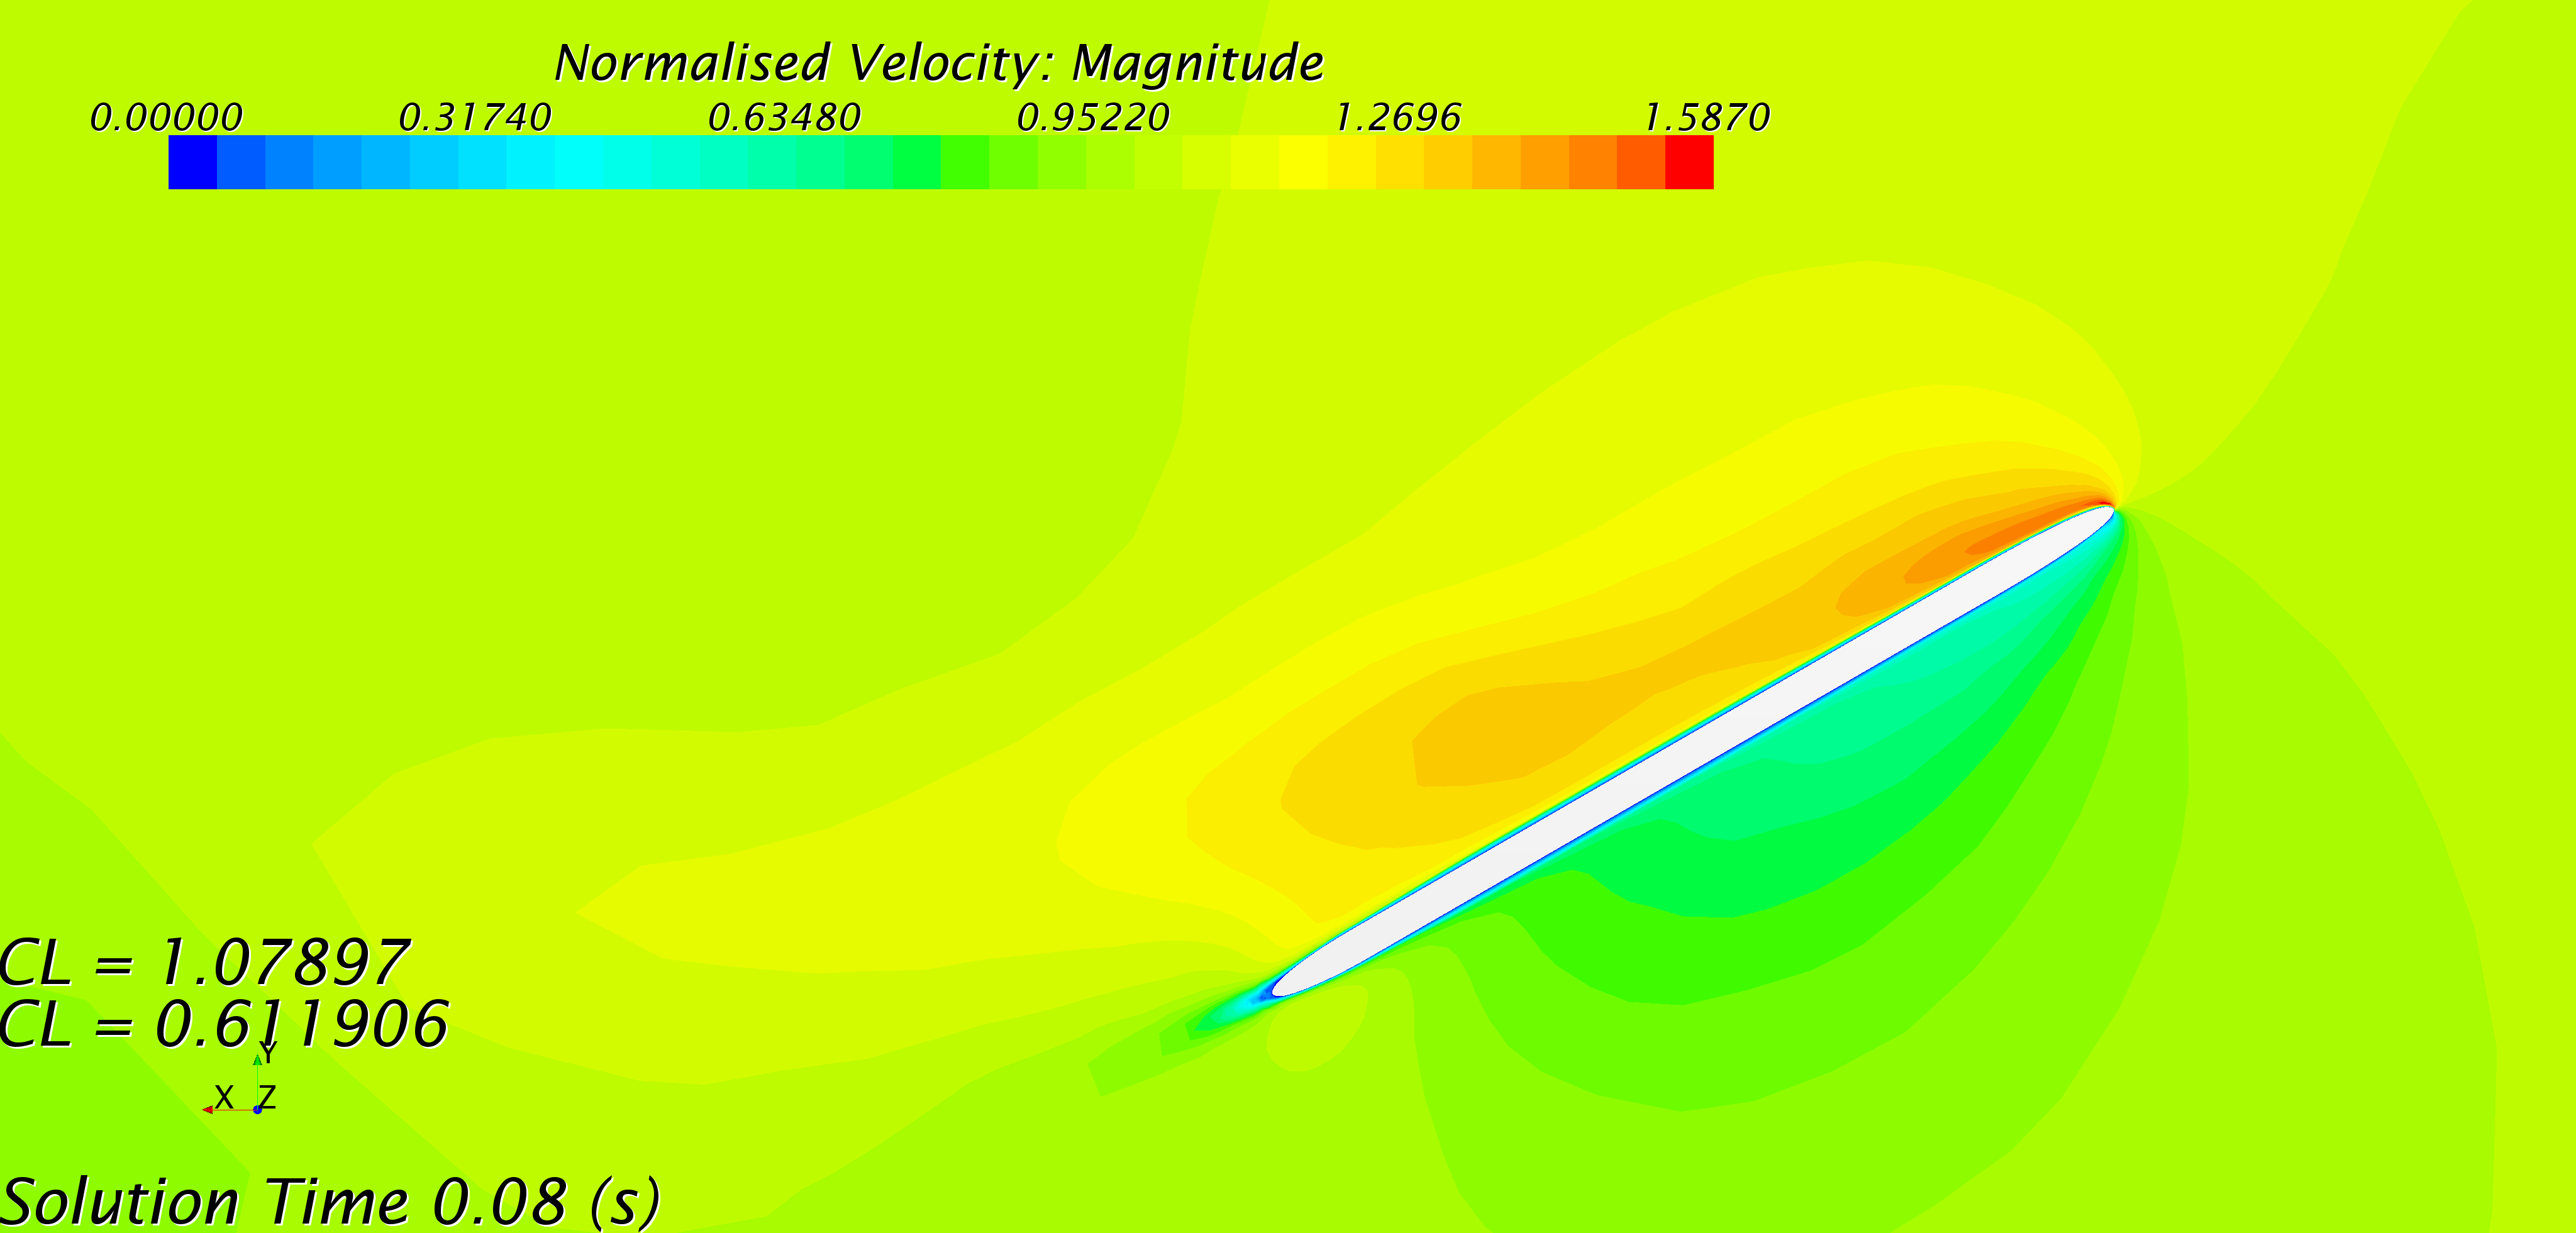 Normalised Velocity: Magnitude
0.00000 0.31740 0.63480 0.95220 1.2696 1.5870
CL = 1.07897
CL = 0.611906
Y
X Z
Solution Time 0.08 (s)